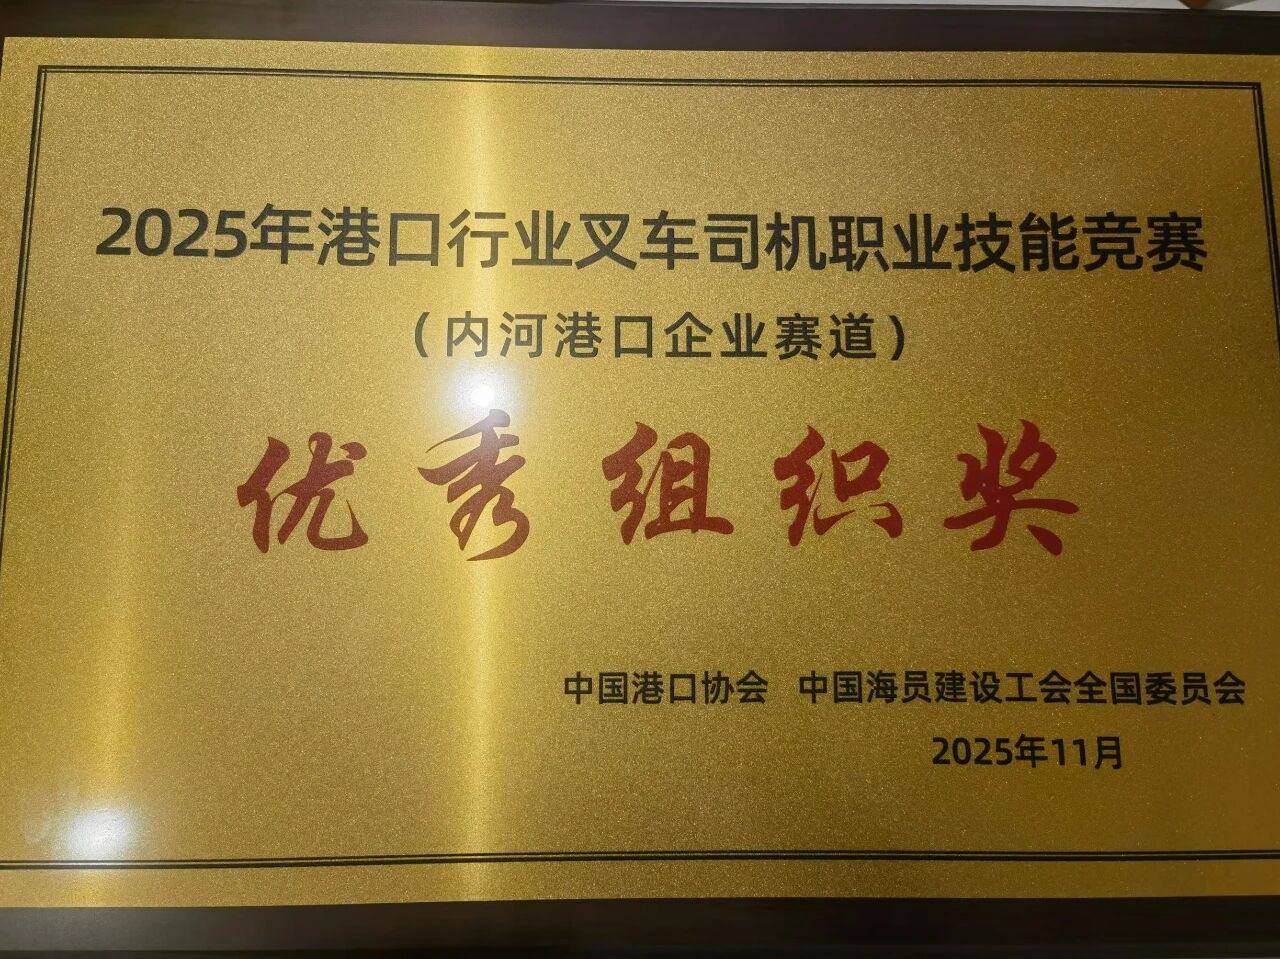 2025年港口行业叉车司机职业技能竞赛
（内河港口企业赛道）
优秀组织奖
中国港口协会 中国海员建设工会全国委员会
2025年11月